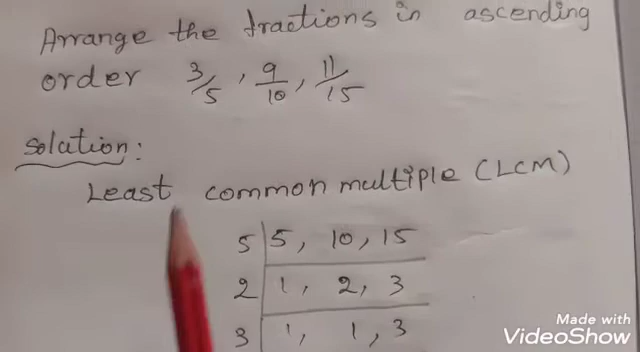 Arrange the fractions in ascending
order 3/5, 9/10, 11/15
Solution:
Least common multiple (LCM)
5 | 5, 10, 15
2 | 1, 2, 3
3 | 1, 1, 3
Made with
VideoShow